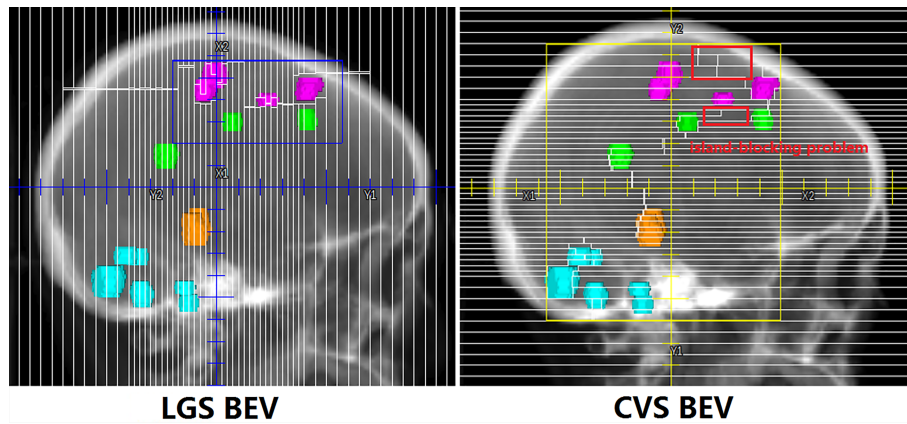 X2
X1
Y2
Y1
Y2
island-blocking problem
X1
X2
Y1
LGS BEV
CVS BEV